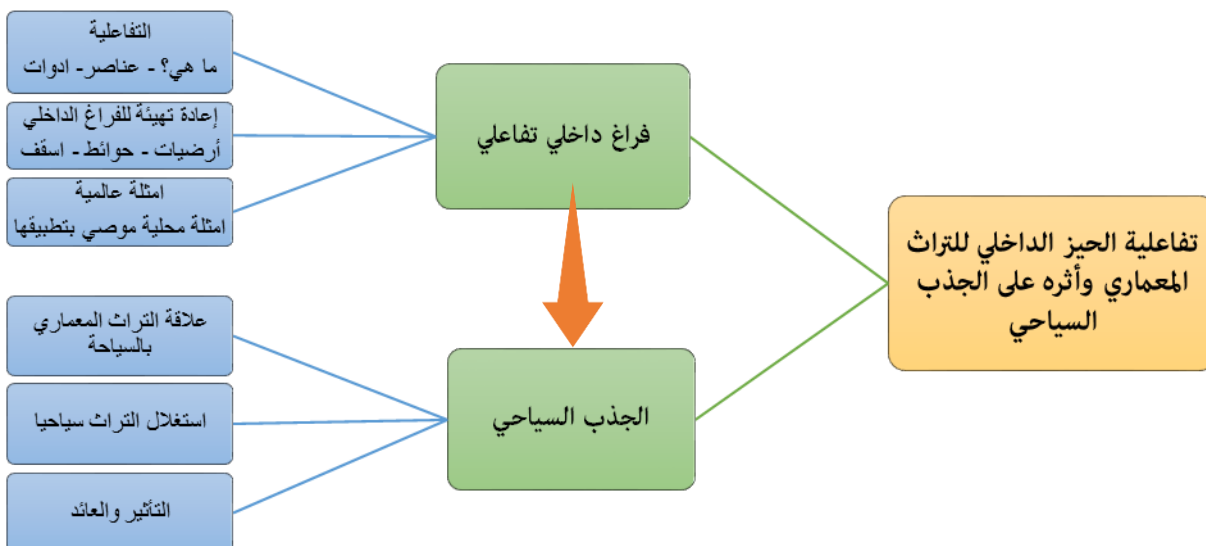 تفاعلية الحيز الداخلي للتراث
المعماري وأثره على الجذب
السياحي
فراغ داخلي تفاعلي
التفاعلية
ما هي؟ - عناصر - ادوات
إعادة تهيئة للفراغ الداخلي
أرضيات - حوائط - اسقف
امثلة عالمية
امثلة محلية موصي بتطبيقها
الجذب السياحي
علاقة التراث المعماري
بالسياحة
استغلال التراث سياحيا
التأثير والعائد